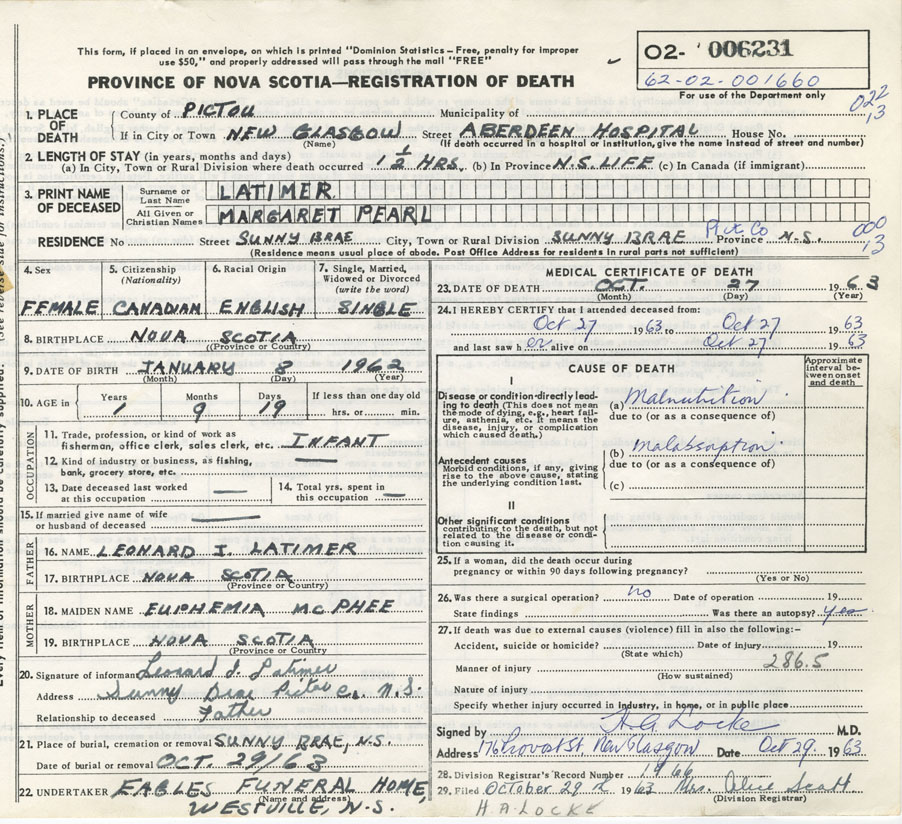 This form, if placed in an envelope, on which is printed "Dominion Statistics – Free, penalty for improper
use $50," and properly addressed will pass through the mail "FREE"
PROVINCE OF NOVA SCOTIA—REGISTRATION OF DEATH
O2- 006231
62-02-001660
For use of the Department only
022
13
1. PLACE OF DEATH
County of PICTOU Municipality of
If in City or Town NEW GLASGOW Street ABERDEEN HOSPITAL House No.
(Name) (If death occurred in a hospital or institution, give the name instead of street and number)
2. LENGTH OF STAY (in years, months and days)
(a) In City, Town or Rural Division where death occurred 1 1/2 HRS. (b) In Province N.S. LIFE (c) In Canada (if immigrant)
3. PRINT NAME OF DECEASED
Surname or Last Name LATIMER
All Given or Christian Names MARGARET PEARL
RESIDENCE No Street SUNNY BRAE City, Town or Rural Division SUNNY BRAE Pict Co Province N.S.
000
13
(Residence means usual place of abode. Post Office Address for residents in rural parts not sufficient)
4. Sex FEMALE
5. Citizenship (Nationality) CANADIAN
6. Racial Origin ENGLISH
7. Single, Married, Widowed or Divorced (write the word) SINGLE
8. BIRTHPLACE NOVA SCOTIA
(Province or Country)
9. DATE OF BIRTH JANUARY 8 1962
(Month) (Day) (Year)
10. AGE in Years 1 Months 9 Days 19 If less than one day old hrs. or min.
OCCUPATION
11. Trade, profession, or kind of work as
fisherman, office clerk, sales clerk, etc. INFANT
12. Kind of industry or business, as fishing,
bank, grocery store, etc.
13. Date deceased last worked
at this occupation
14. Total yrs. spent in
this occupation
15. If married give name of wife
or husband of deceased
FATHER
16. NAME LEONARD I. LATIMER
17. BIRTHPLACE NOVA SCOTIA
(Province or Country)
MOTHER
18. MAIDEN NAME EUPHEMIA MCPHEE
19. BIRTHPLACE NOVA SCOTIA
(Province or Country)
20. Signature of informant Leonard I. Latimer
Address Sunny Brae Pictou Co. N.S.
Relationship to deceased Father
21. Place of burial, cremation or removal SUNNY BRAE, N.S.
Date of burial or removal OCT. 29/63
22. UNDERTAKER EAGLES FUNERAL HOME,
(Name and address)
WESTVILLE, N.S.
MEDICAL CERTIFICATE OF DEATH
23. DATE OF DEATH OCT. 27 1963
(Month) (Day) (Year)
24. I HEREBY CERTIFY that I attended deceased from:
Oct 27 1963 to Oct 27 1963
and last saw her alive on Oct 27 1963
CAUSE OF DEATH
Approximate interval between onset and death
I
Disease or condition directly leading to death (This does not mean the mode of dying, e.g., heart failure, asthenia, etc. It means the disease, injury, or complication which caused death.)
(a) Malnutrition
due to (or as a consequence of)
Antecedent causes
Morbid conditions, if any, giving rise to the above cause, stating the underlying condition last.
(b) Malabsoption
due to (or as a consequence of)
(c)
II
Other significant conditions
contributing to the death, but not related to the disease or condition causing it.
25. If a woman, did the death occur during
pregnancy or within 90 days following pregnancy?
(Yes or No)
26. Was there a surgical operation? no Date of operation 19
State findings Was there an autopsy? yes
27. If death was due to external causes (violence) fill in also the following:-
Accident, suicide or homicide? Date of injury 19
(State which)
286.5
Manner of injury
(How sustained)
Nature of injury
Specify whether injury occurred in industry, in home, or in public place
Signed by H.A. Locke M.D.
Address 176 Provost St. New Glasgow Date Oct 29. 1963
28. Division Registrar's Record Number
29. Filed October 29 1963 Mrs. Alice Scott
(Division Registrar)
H.A. LOCKE